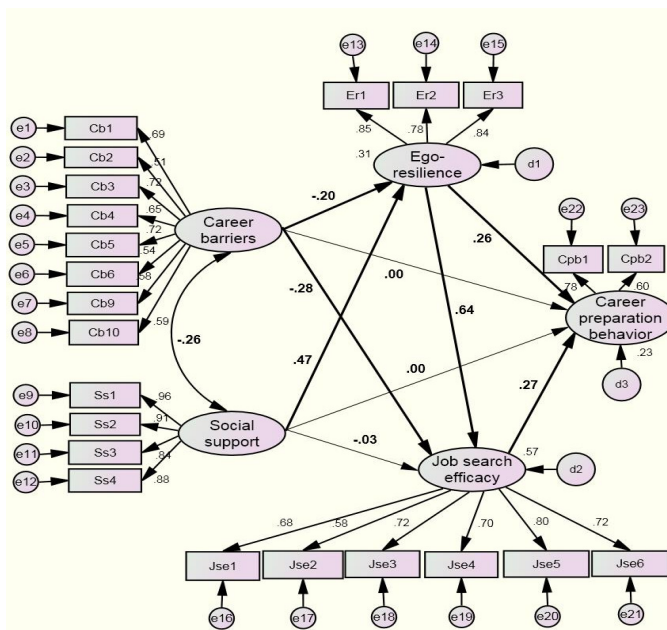 e13
e14
e15
Er1
Er2
Er3
.85
.78
.84
.31
Ego-
resilience
d1
e1
Cb1
.69
e2
Cb2
.51
e3
Cb3
.72
e4
Cb4
.65
e5
Cb5
.72
e6
Cb6
.54
e7
Cb9
.58
e8
Cb10
.59
Career
barriers
-.20
.26
e22
e23
Cpb1
Cpb2
.78
.60
Career
preparation
behavior
.23
d3
-.28
.00
.64
-.26
.47
.00
.27
-.03
e9
Ss1
.96
e10
Ss2
.91
e11
Ss3
.84
e12
Ss4
.88
Social
support
.57
Job search
efficacy
d2
.68
.58
.72
.70
.80
.72
Jse1
Jse2
Jse3
Jse4
Jse5
Jse6
e16
e17
e18
e19
e20
e21